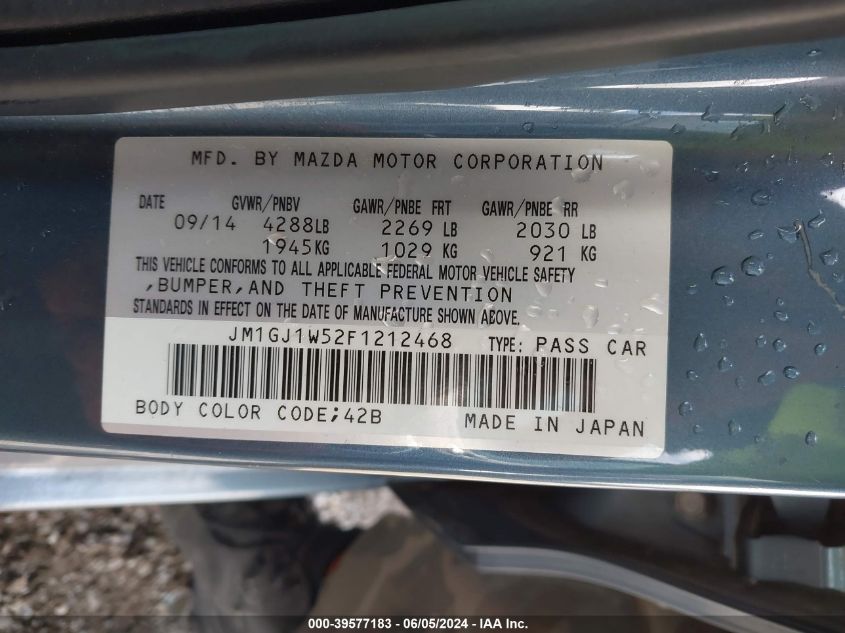 MFD. BY MAZDA MOTOR CORPORATION
DATE GVWR/PNBV GAWR/PNBE FRT GAWR/PNBE RR
09/14 4288LB 2269 LB 2030 LB
1945KG 1029 KG 921 KG
THIS VEHICLE CONFORMS TO ALL APPLICABLE FEDERAL MOTOR VEHICLE SAFETY
,BUMPER,AND THEFT PREVENTION
STANDARDS IN EFFECT ON THE DATE OF MANUFACTURE SHOWN ABOVE.
JM1GJ1W52F1212468 TYPE: PASS CAR
BODY COLOR CODE;42B MADE IN JAPAN
000-39577183 - 06/05/2024 - IAA Inc.